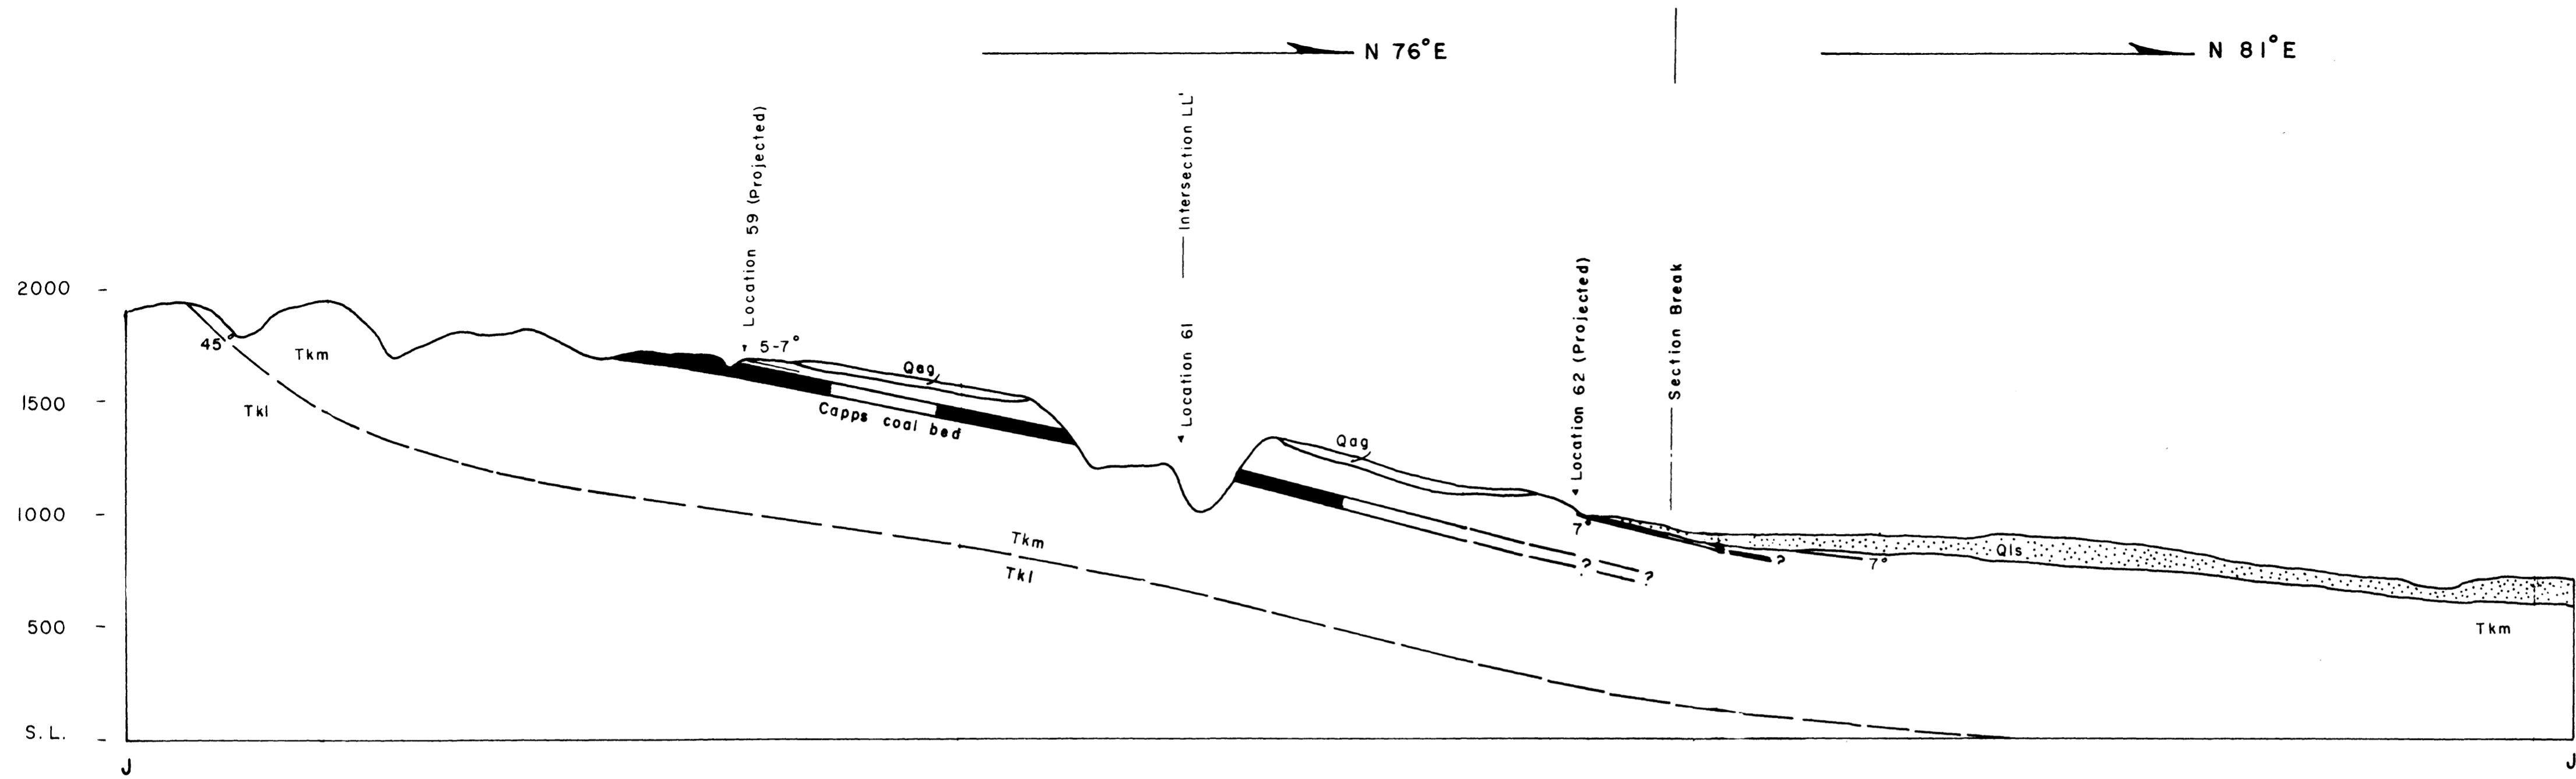 N 76°E
N 81°E
Location 59 (Projected)
Intersection LL'
Location 61
Location 62 (Projected)
Section Break
2000
1500
1000
500
S. L.
45°
Tkm
Tkl
5-7°
Qag
Capps coal bed
Qag
Tkm
Tkl
7°
?
?
?
7°
Qls
Tkm
J
J